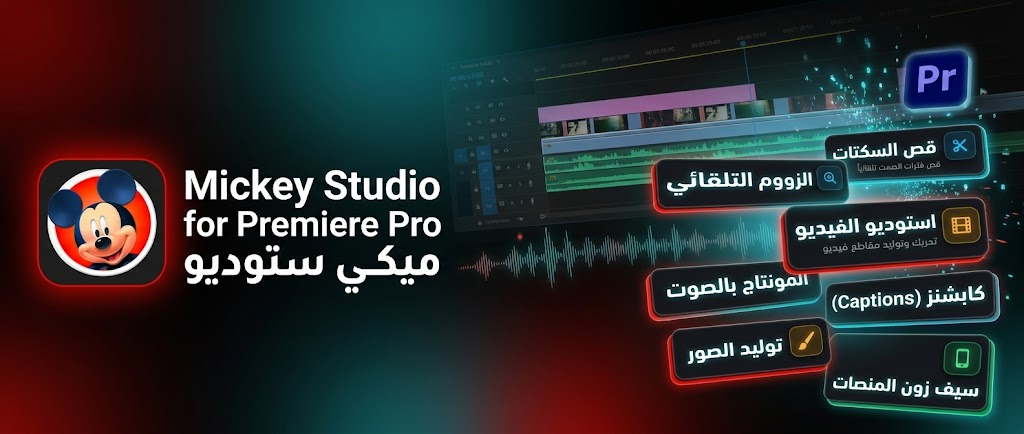 Mickey Studio
for Premiere Pro
ميكي ستوديو
Pr
قص السكتات
قص فترات الصمت تلقائياً
الزووم التلقائي
استوديو الفيديو
تحريك وتوليد مقاطع فيديو
المونتاج بالصوت
كابشنز (Captions)
توليد الصور
سيف زون المنصات